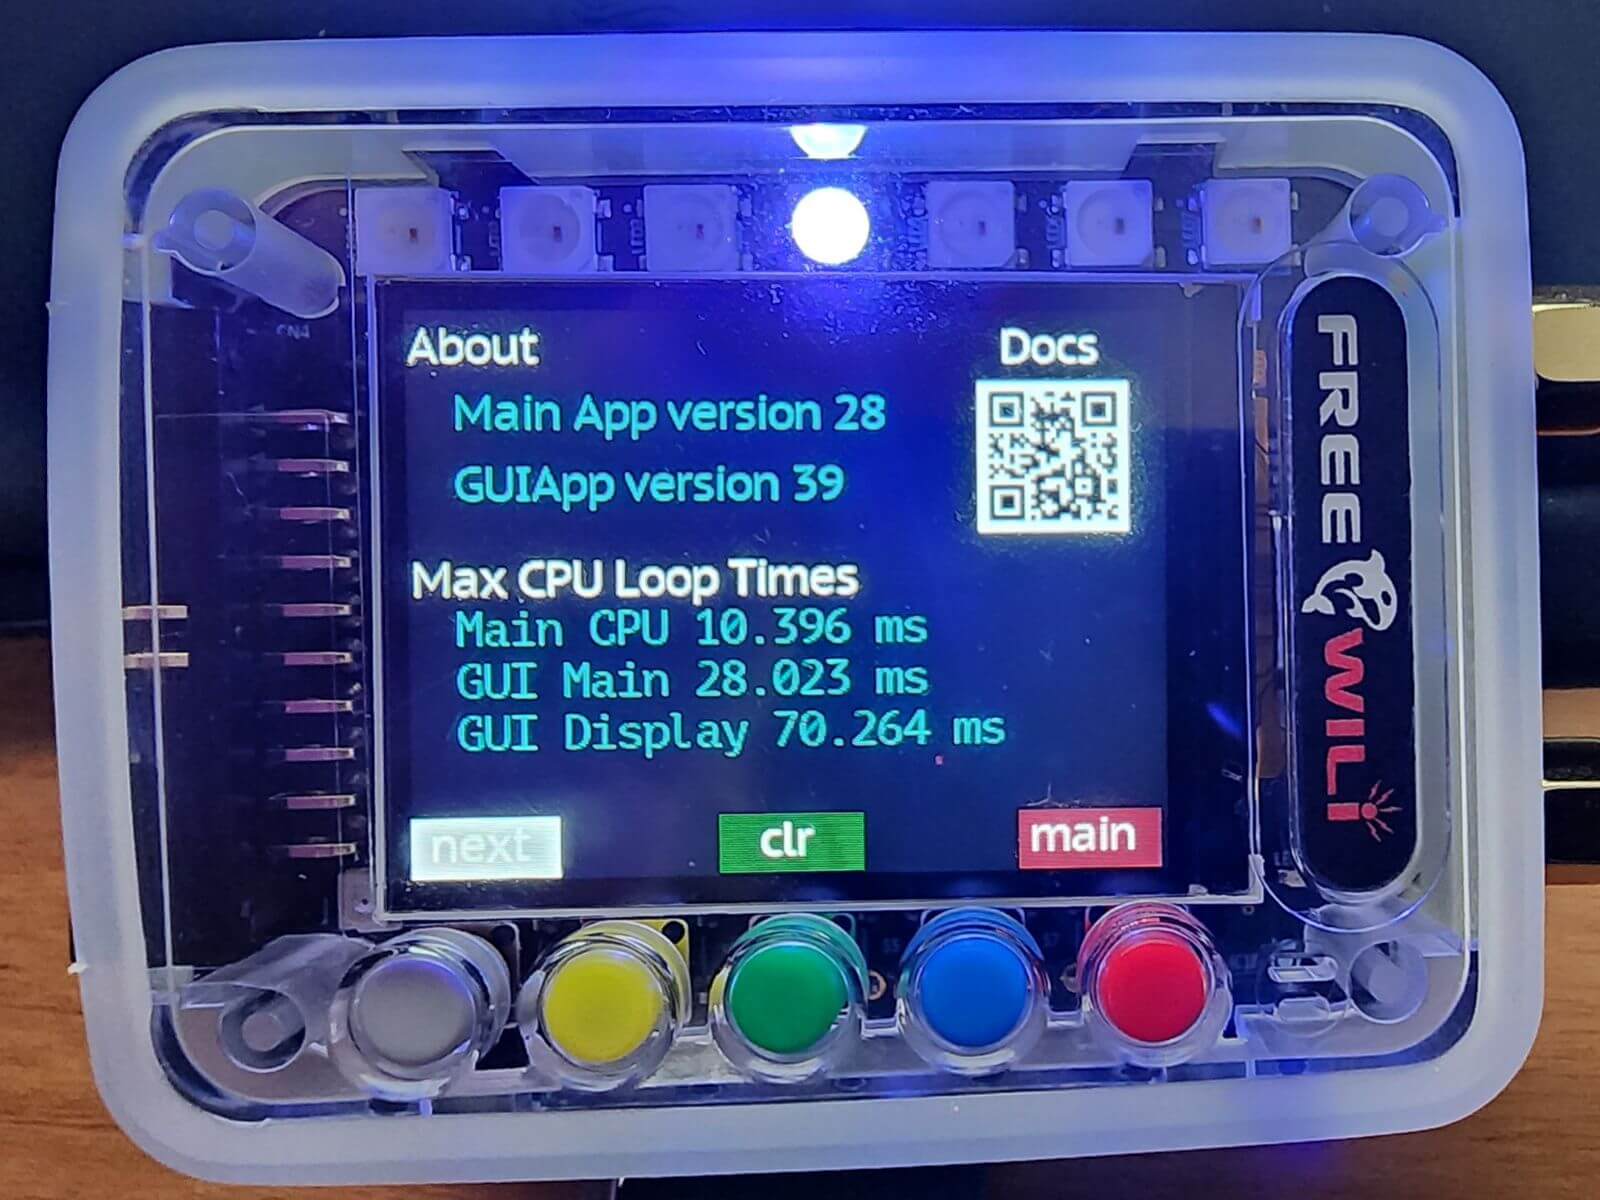 About
Docs
Main App version 28
GUIApp version 39
Max CPU Loop Times
Main CPU 10.396 ms
GUI Main 28.023 ms
GUI Display 70.264 ms
next
clr
main
FREE WILi
CN4